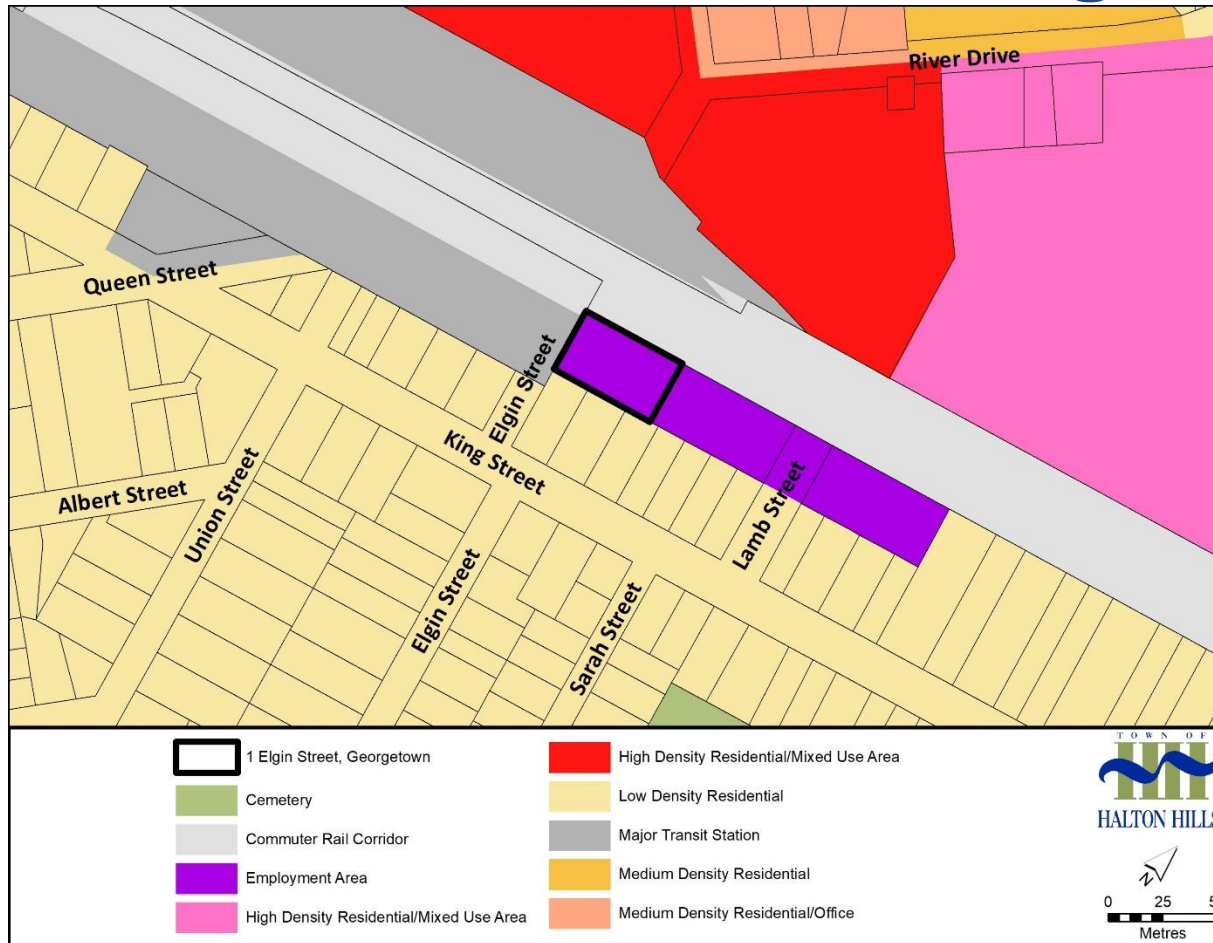 River Drive
Queen Street
Elgin Street
King Street
Albert Street
Union Street
Lamb Street
Elgin Street
Sarah Street
1 Elgin Street, Georgetown
Cemetery
Commuter Rail Corridor
Employment Area
High Density Residential/Mixed Use Area
High Density Residential/Mixed Use Area
Low Density Residential
Major Transit Station
Medium Density Residential
Medium Density Residential/Office
TOWN OF
HALTON HILLS
N
0 25
Metres